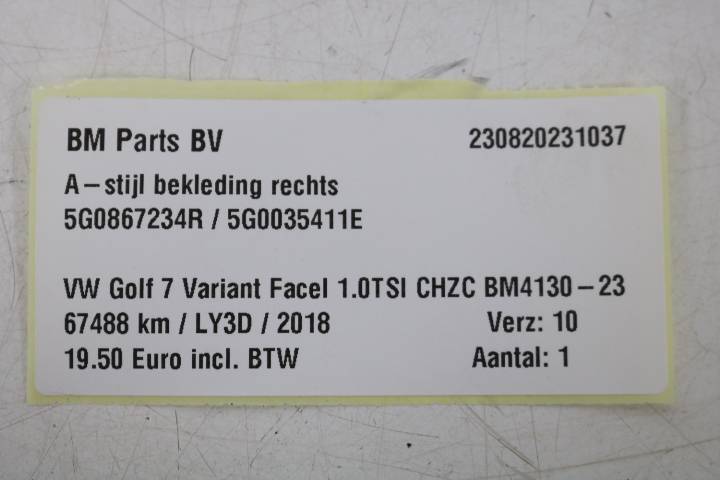 BM Parts BV 230820231037
A-stijl bekleding rechts
5G0867234R / 5G0035411E
VW Golf 7 Variant Facel 1.0TSI CHZC BM4130-23
67488 km / LY3D / 2018 Verz: 10
19.50 Euro incl. BTW Aantal: 1